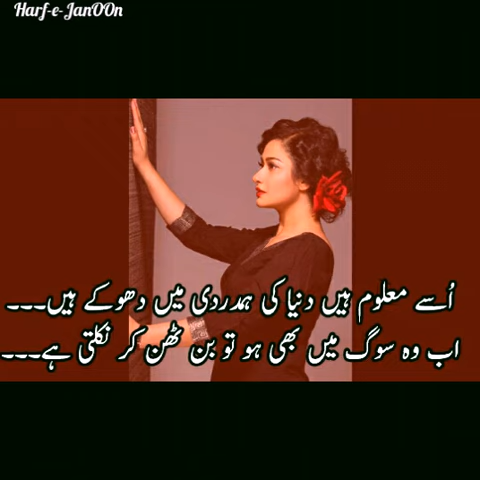 Harf-e-JanOOn
اُسے معلوم ہیں دنیا کی ہمدردی میں دھوکے ہیں۔۔۔
اب وہ سوگ میں بھی ہو تو بن ٹھن کر نکلتی ہے۔۔۔